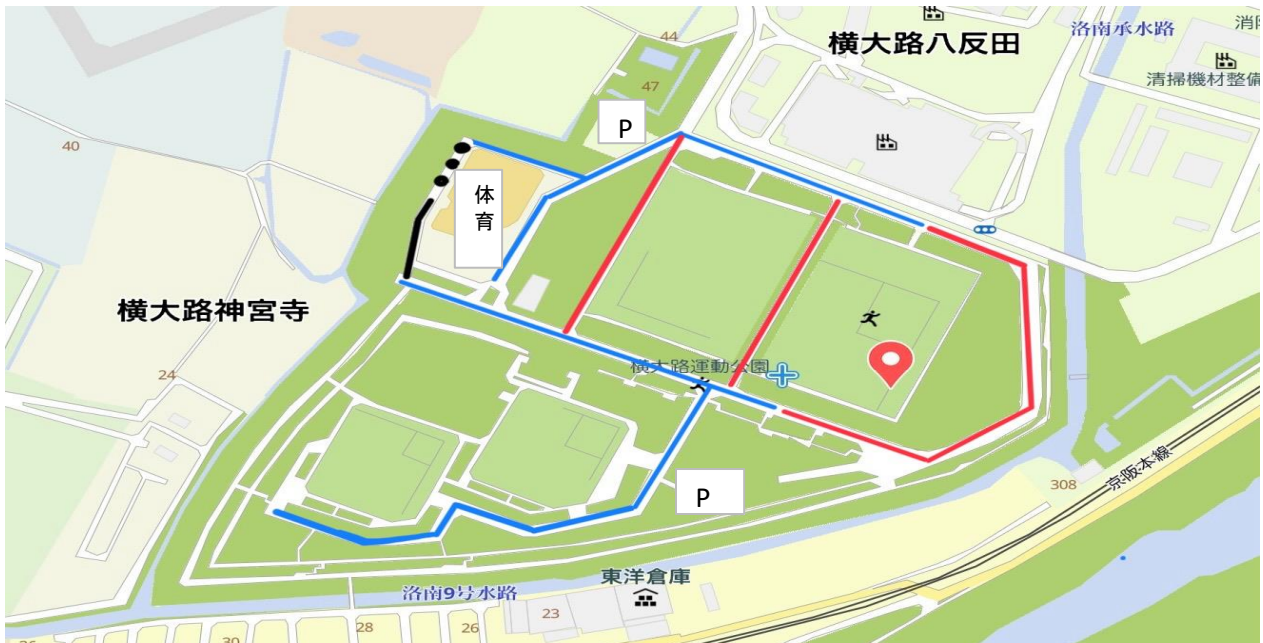 横大路八反田
洛南承水路
消防
清掃機材整備
44
47
P
40
体
育
横大路神宮寺
24
横大路運動公園
P
308
京阪本線
東洋倉庫
洛南9号水路
23
28
26
30